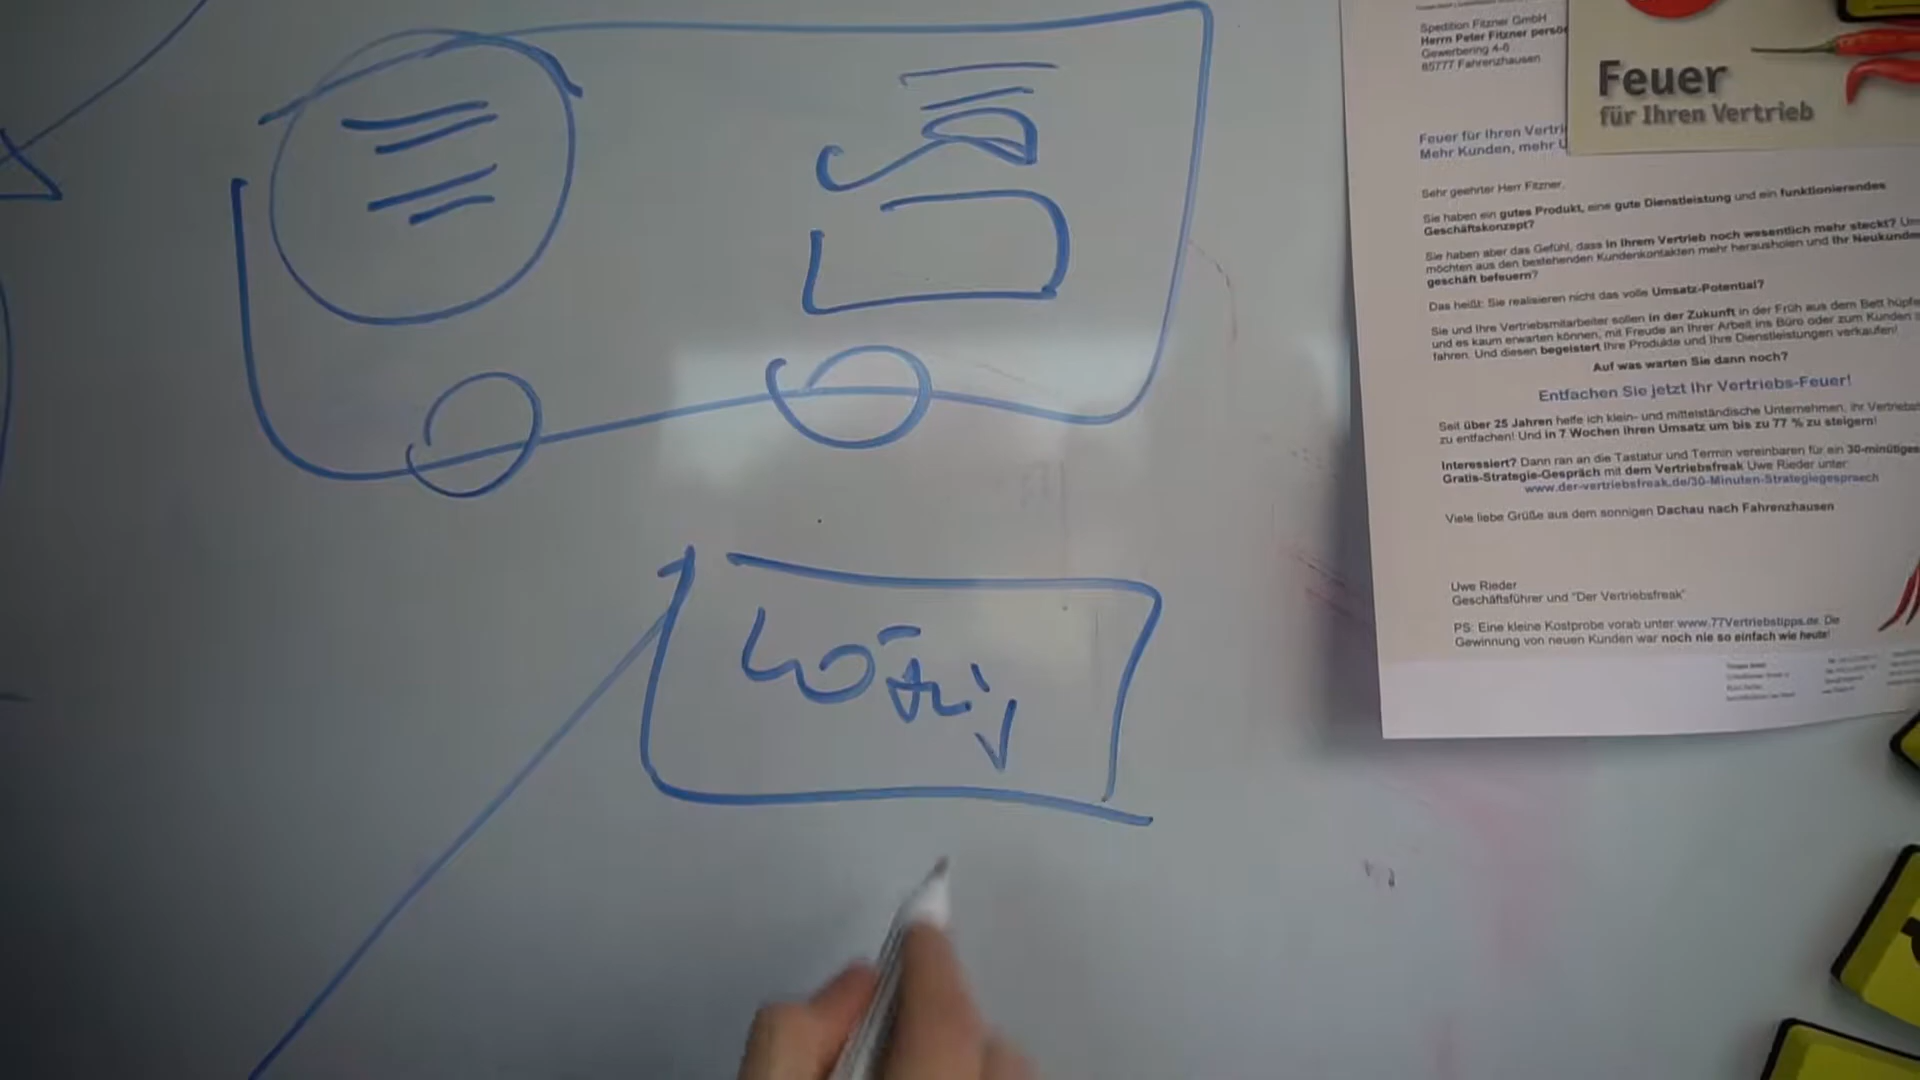 Spedition Fitzner GmbH
Herrn Peter Fitzner
Gewerbering 4-6
85777 Fahrenzhausen
Feuer
für Ihren Vertrieb
Feuer für Ihren
Mehr Kunden, mehr
Sehr geehrter Herr Fitzner,
Sie haben ein gutes Produkt, eine gute Dienstleistung und ein funktionierendes
Geschäftskonzept?
Sie haben aber das Gefühl, dass in Ihrem Vertrieb noch wesentlich mehr steckt?
möchten aus den bestehenden Kundenkontakten mehr herausholen und Ihr
geschäft befeuern?
Das heißt: Sie realisieren nicht das volle Umsatz-Potential?
Sie und Ihre Vertriebsmitarbeiter sollen in der Zukunft in der Früh aus dem Bett
und es kaum erwarten können, mit Freude an Ihrer Arbeit ins Büro oder zum Kunden
fahren. Und diesen begeistert Ihre Produkte und Ihre Dienstleistungen verkaufen!
Auf was warten Sie dann noch?
Entfachen Sie jetzt Ihr Vertriebs-Feuer!
Seit über 25 Jahren helfe ich klein- und mittelständische Unternehmen, ihr
zu entfachen! Und in 7 Wochen ihren Umsatz um bis zu 77 % zu steigern!
Interessiert? Dann ran an die Tastatur und Termin vereinbaren für ein
Gratis-Strategie-Gespräch mit dem Vertriebsfreak Uwe Rieder unter:
www.der-vertriebsfreak.de/30-Minuten-Strategiegespraech
Viele liebe Grüße aus dem sonnigen Dachau nach Fahrenzhausen
Uwe Rieder
Geschäftsführer und "Der Vertriebsfreak"
PS: Eine kleine Kostprobe vorab unter www.77Vertriebstipps.de. Die
Gewinnung von neuen Kunden war noch nie so einfach wie heute!